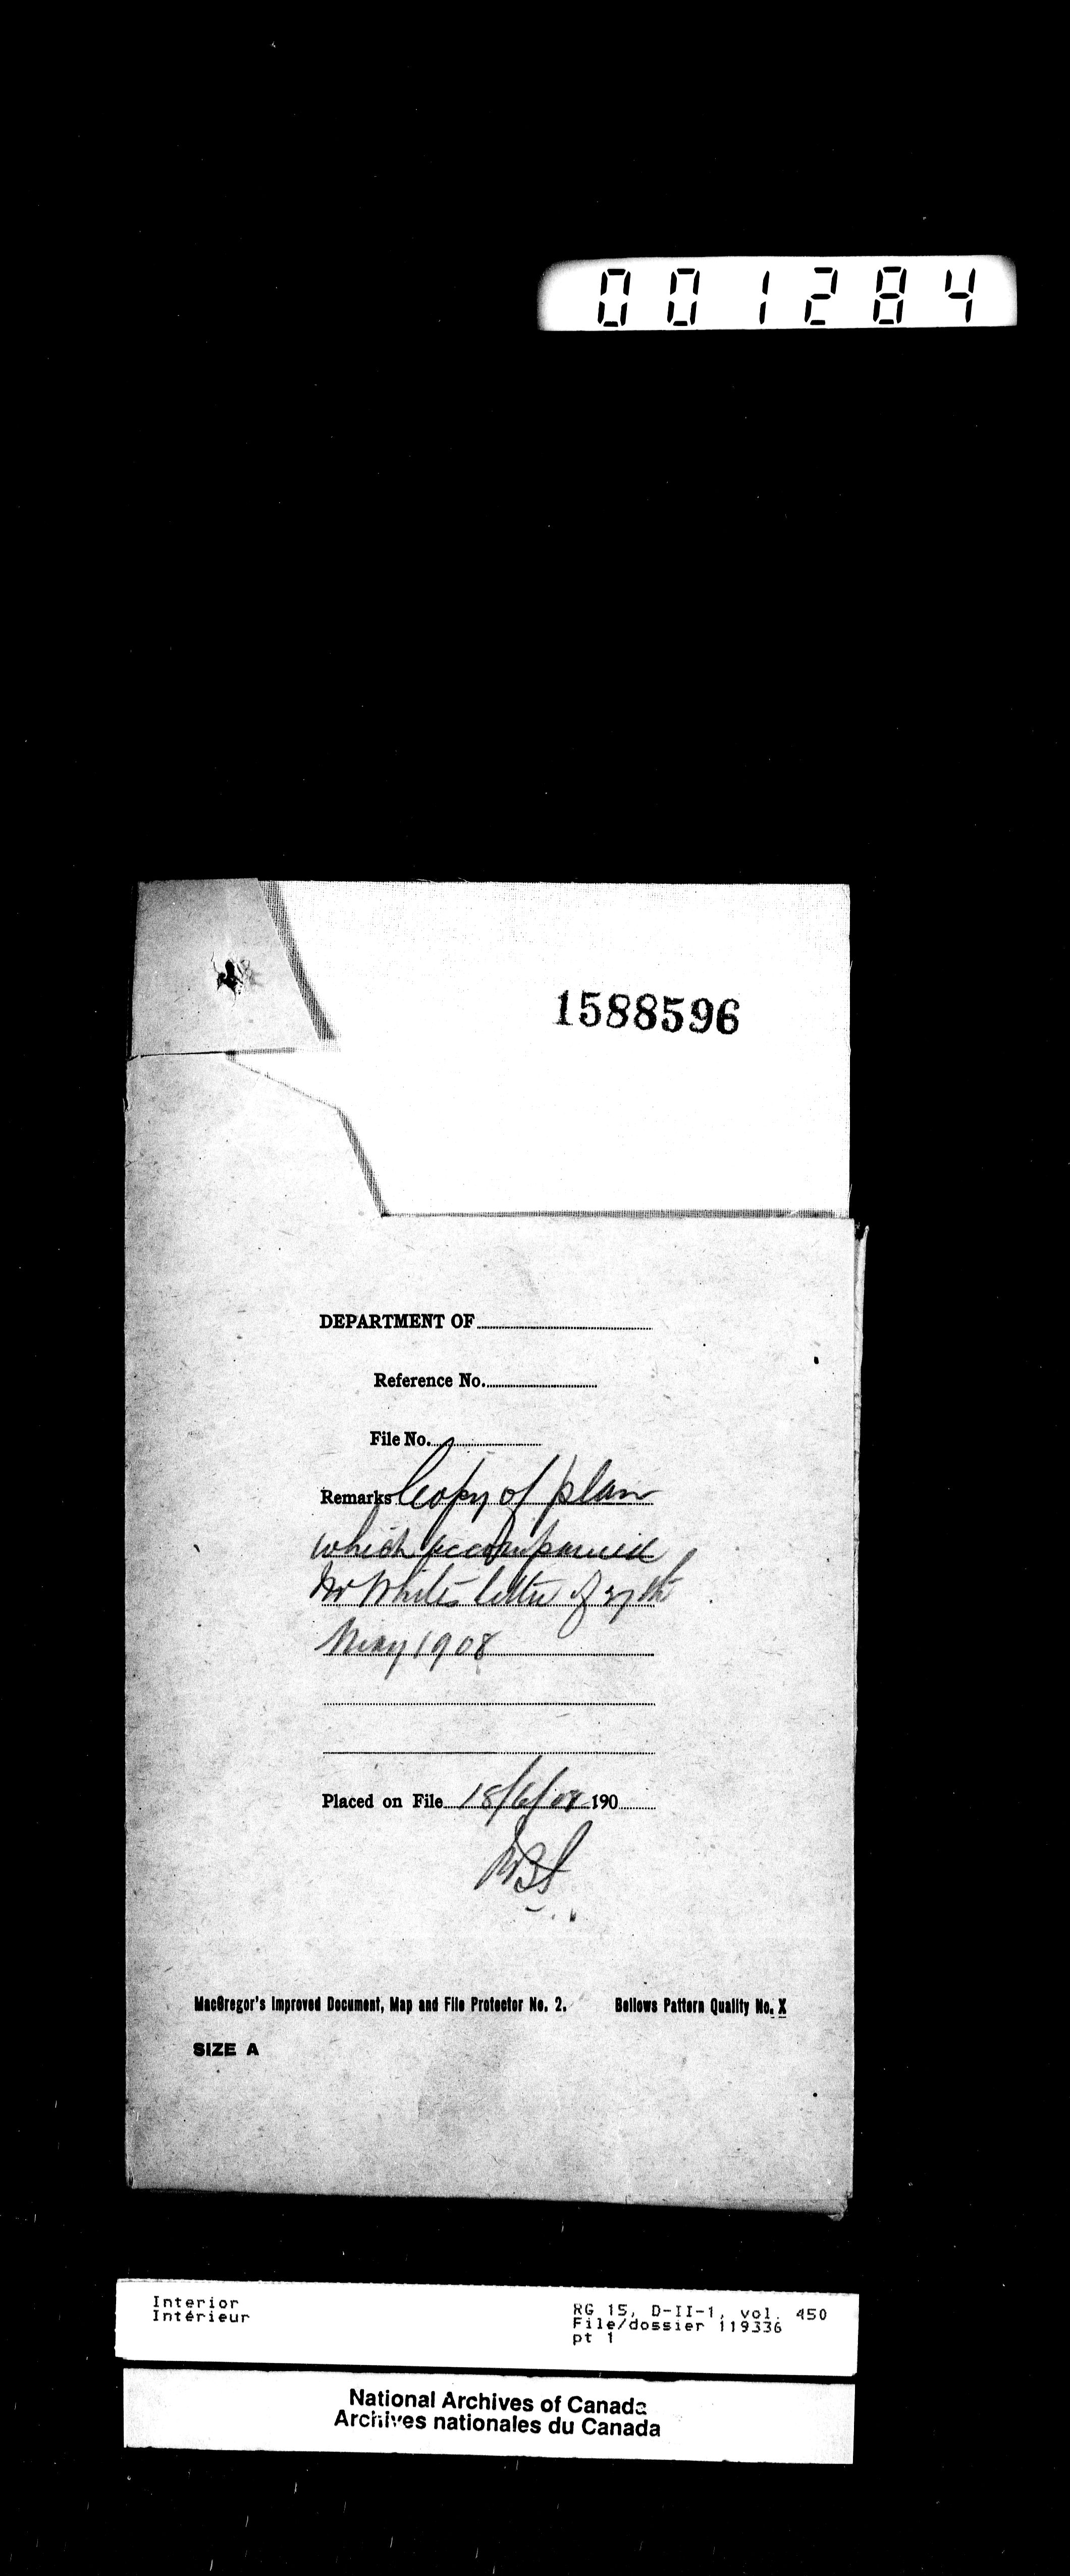 001284
1588596
DEPARTMENT OF
Reference No.
File No.
Remarks Copy of plan
which accompanied
Mr White's letter of 27th
May 1908
Placed on File 18/6/08 190
MacGregor's Improved Document, Map and File Protector No. 2. Bellows Pattern Quality No. X
SIZE A
Interior
Intérieur
RG 15, D-II-1, vol. 450
File/dossier 119336
pt 1
National Archives of Canada
Archives nationales du Canada